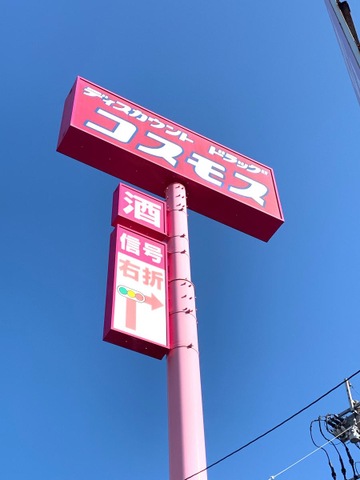 ディスカウント ドラッグ
コスモス
酒
信号
右折